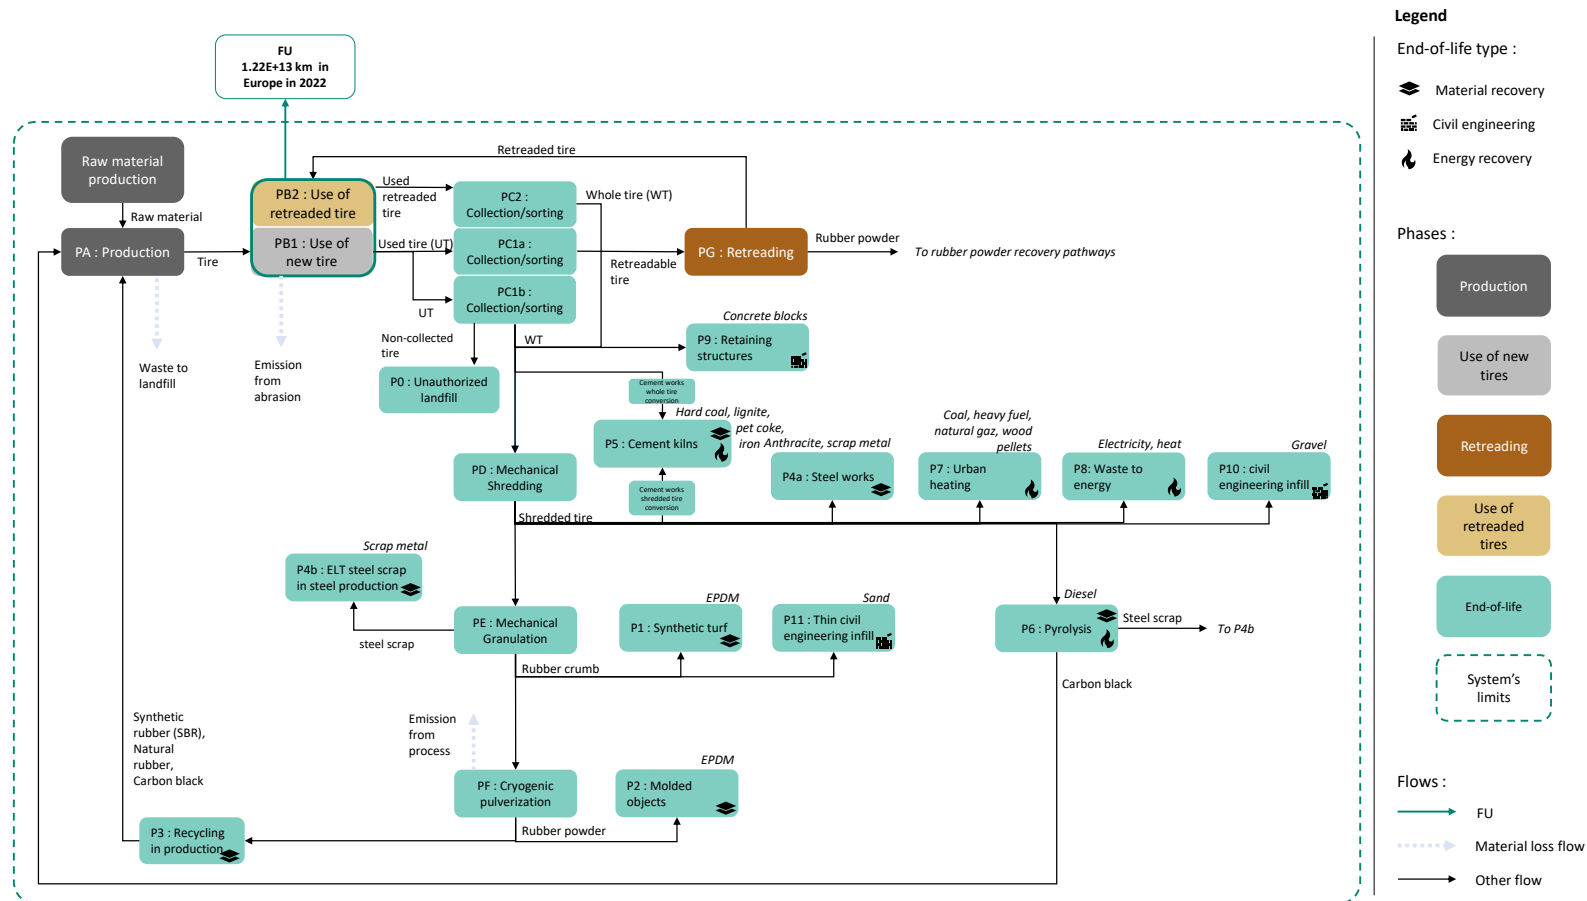 FU
1.22E+13 km  in
Europe in 2022
Raw material
production
Raw material
PA : Production
Tire
Waste to
landfill
PB2 : Use of
retreaded tire
PB1 : Use of
new tire
Emission
from
abrasion
Retreaded tire
Used
retreaded
tire
Used tire (UT)
UT
PC2 :
Collection/sorting
PC1a :
Collection/sorting
PC1b :
Collection/sorting
Whole tire (WT)
Retreadable
tire
PG : Retreading
Rubber powder
To rubber powder recovery pathways
Non-collected
tire
WT
P0 : Unauthorized
landfill
Concrete blocks
P9 : Retaining
structures
Cement works
whole tire
conversion
Hard coal, lignite,
pet coke,
iron
P5 : Cement kilns
Cement works
shredded tire
conversion
Anthracite, scrap metal
P4a : Steel works
Coal, heavy fuel,
natural gaz, wood
pellets
P7 : Urban
heating
Electricity, heat
P8 : Waste to
energy
Gravel
P10 : civil
engineering infill
PD : Mechanical
Shredding
Shredded tire
Scrap metal
P4b : ELT steel scrap
in steel production
steel scrap
PE : Mechanical
Granulation
Rubber crumb
EPDM
P1 : Synthetic turf
Sand
P11 : Thin civil
engineering infill
Diesel
P6 : Pyrolysis
Steel scrap
To P4b
Carbon black
Synthetic
rubber (SBR),
Natural
rubber,
Carbon black
Emission
from
process
PF : Cryogenic
pulverization
Rubber powder
EPDM
P2 : Molded
objects
P3 : Recycling
in production
Legend
End-of-life type :
Material recovery
Civil engineering
Energy recovery
Phases :
Production
Use of new
tires
Retreading
Use of
retreaded
tires
End-of-life
System's
limits
Flows :
FU
Material loss flow
Other flow